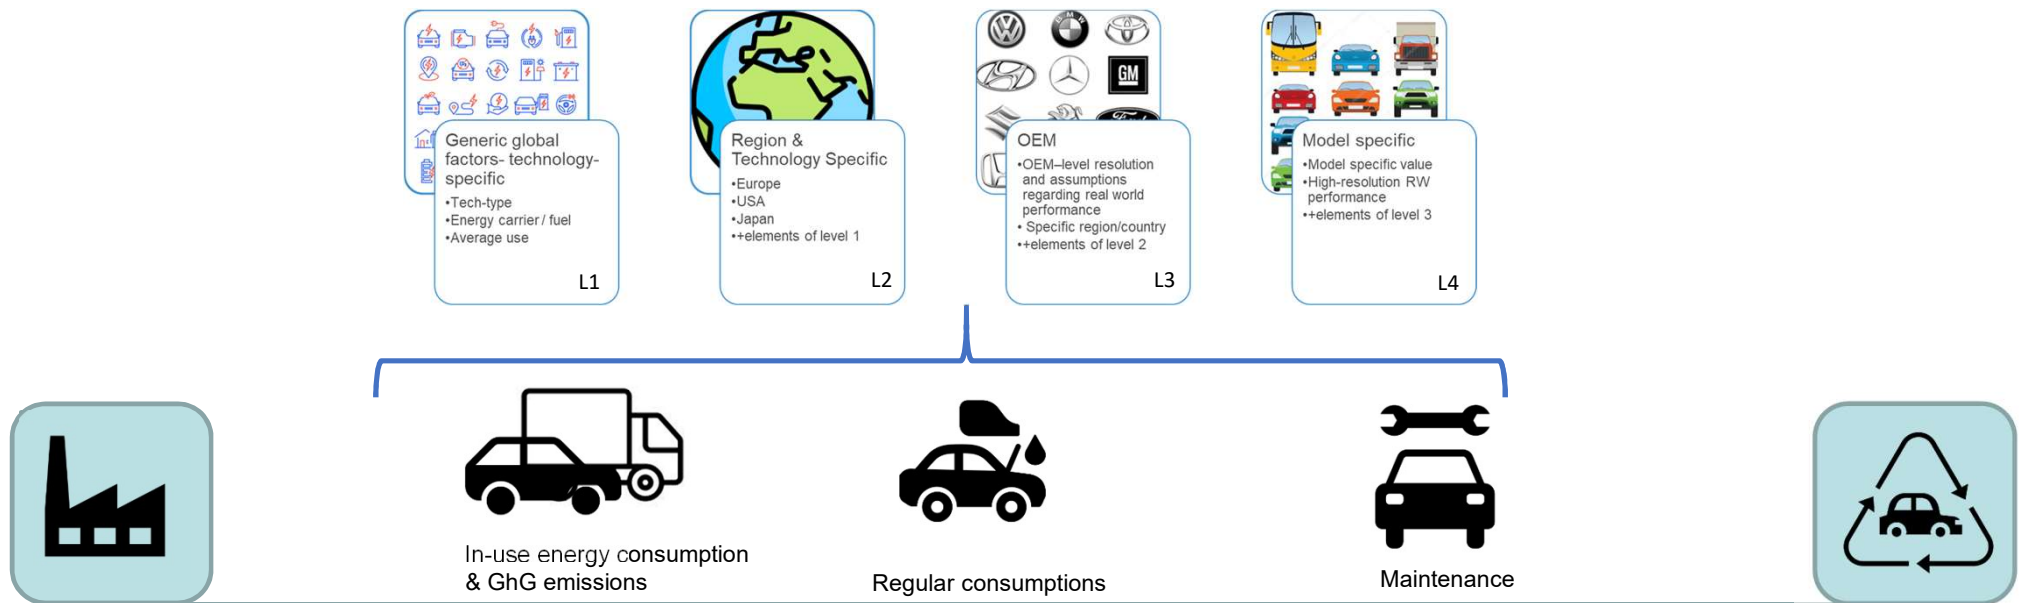 GM
Ford
BMW
Generic global
factors- technology-
specific
•Tech-type
•Energy carrier / fuel
•Average use
L1
Region &
Technology Specific
•Europe
•USA
•Japan
•+elements of level 1
L2
OEM
•OEM–level resolution
and assumptions
regarding real world
performance
• Specific region/country
•+elements of level 2
L3
Model specific
•Model specific value
•High-resolution RW
performance
•+elements of level 3
L4
In-use energy consumption
& GhG emissions
Regular consumptions
Maintenance